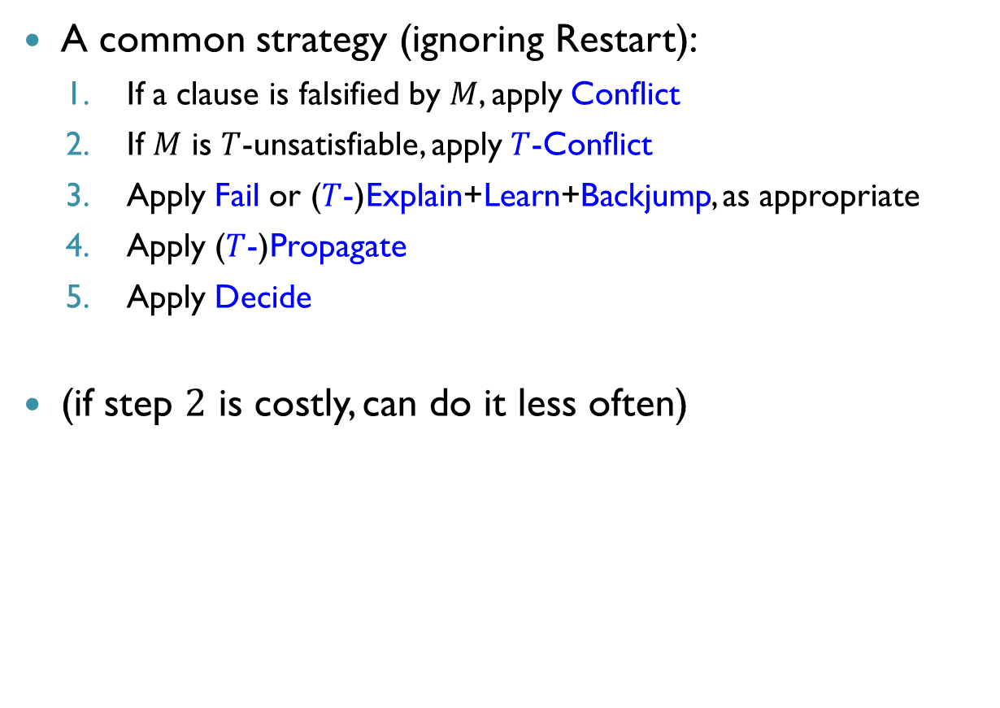 • A common strategy (ignoring Restart):
1. If a clause is falsified by 𝑀, apply Conflict
2. If 𝑀 is 𝑇-unsatisfiable, apply 𝑇-Conflict
3. Apply Fail or (𝑇-)Explain+Learn+Backjump, as appropriate
4. Apply (𝑇-)Propagate
5. Apply Decide
• (if step 2 is costly, can do it less often)